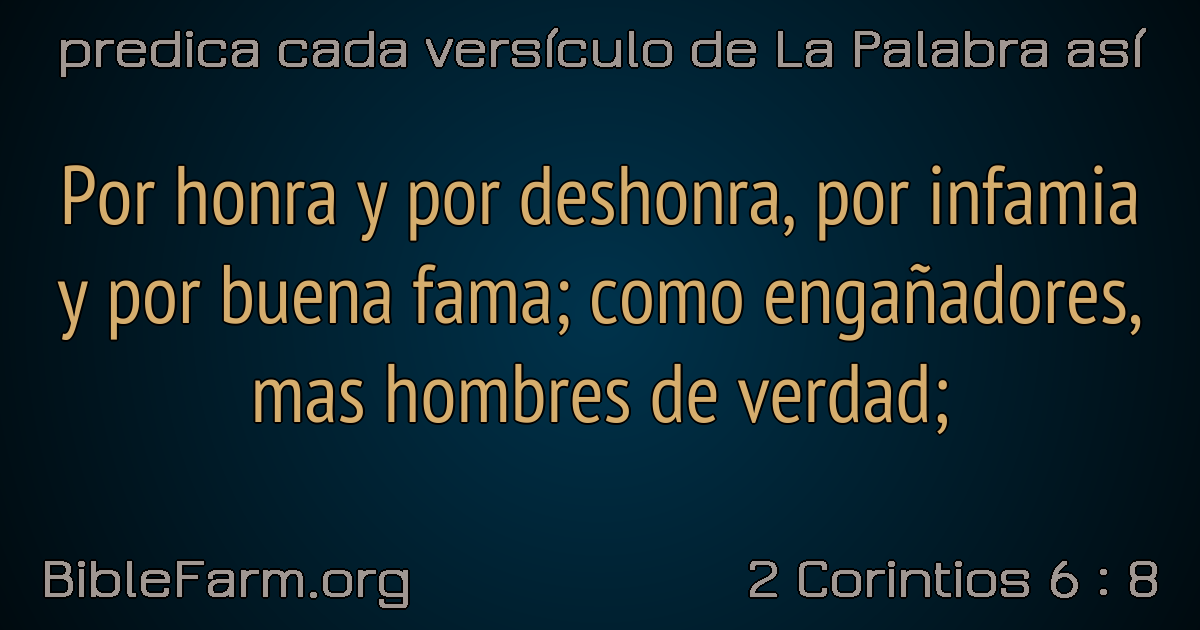 predica cada versículo de La Palabra así
Por honra y por deshonra, por infamia
y por buena fama; como engañadores,
mas hombres de verdad;
BibleFarm.org
2 Corintios 6 : 8